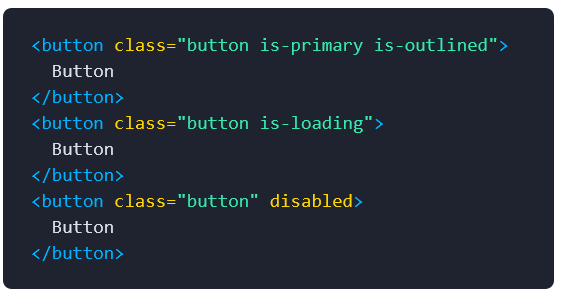 <button class="button is-primary is-outlined">
  Button
</button>
<button class="button is-loading">
  Button
</button>
<button class="button" disabled>
  Button
</button>